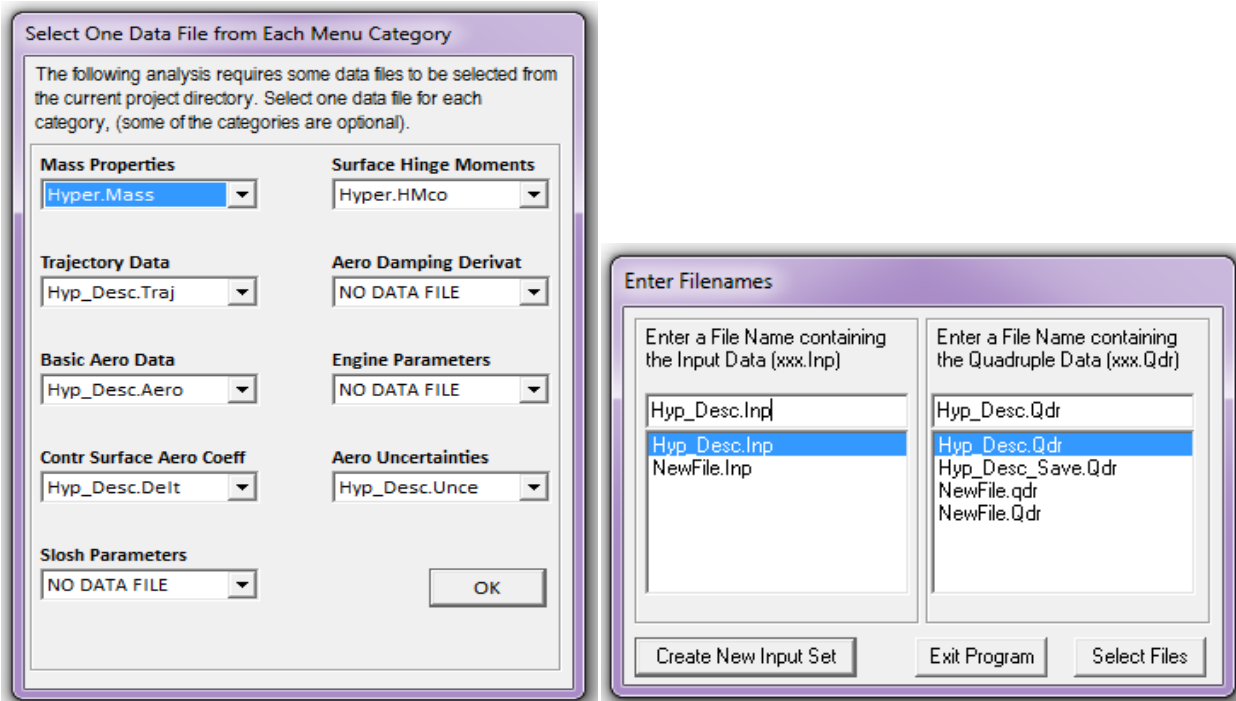 Select One Data File from Each Menu Category
The following analysis requires some data files to be selected from
the current project directory. Select one data file for each
category, (some of the categories are optional).
Mass Properties
Hyper.Mass
Surface Hinge Moments
Hyper.HMco
Trajectory Data
Hyp_Desc.Traj
Aero Damping Derivat
NO DATA FILE
Basic Aero Data
Hyp_Desc.Aero
Engine Parameters
NO DATA FILE
Contr Surface Aero Coeff
Hyp_Desc.Delt
Aero Uncertainties
Hyp_Desc.Unce
Slosh Parameters
NO DATA FILE
OK
Enter Filenames
Enter a File Name containing
the Input Data (xxx.Inp)
Hyp_Desc.Inp
Hyp_Desc.Inp
NewFile.Inp
Enter a File Name containing
the Quadruple Data (xxx.Qdr)
Hyp_Desc.Qdr
Hyp_Desc.Qdr
Hyp_Desc_Save.Qdr
NewFile.qdr
NewFile.Qdr
Create New Input Set
Exit Program
Select Files